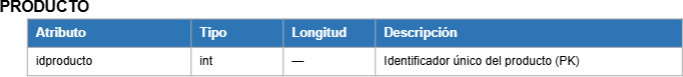 PRODUCTO
Atributo Tipo Longitud Descripción
idproducto int — Identificador único del producto (PK)